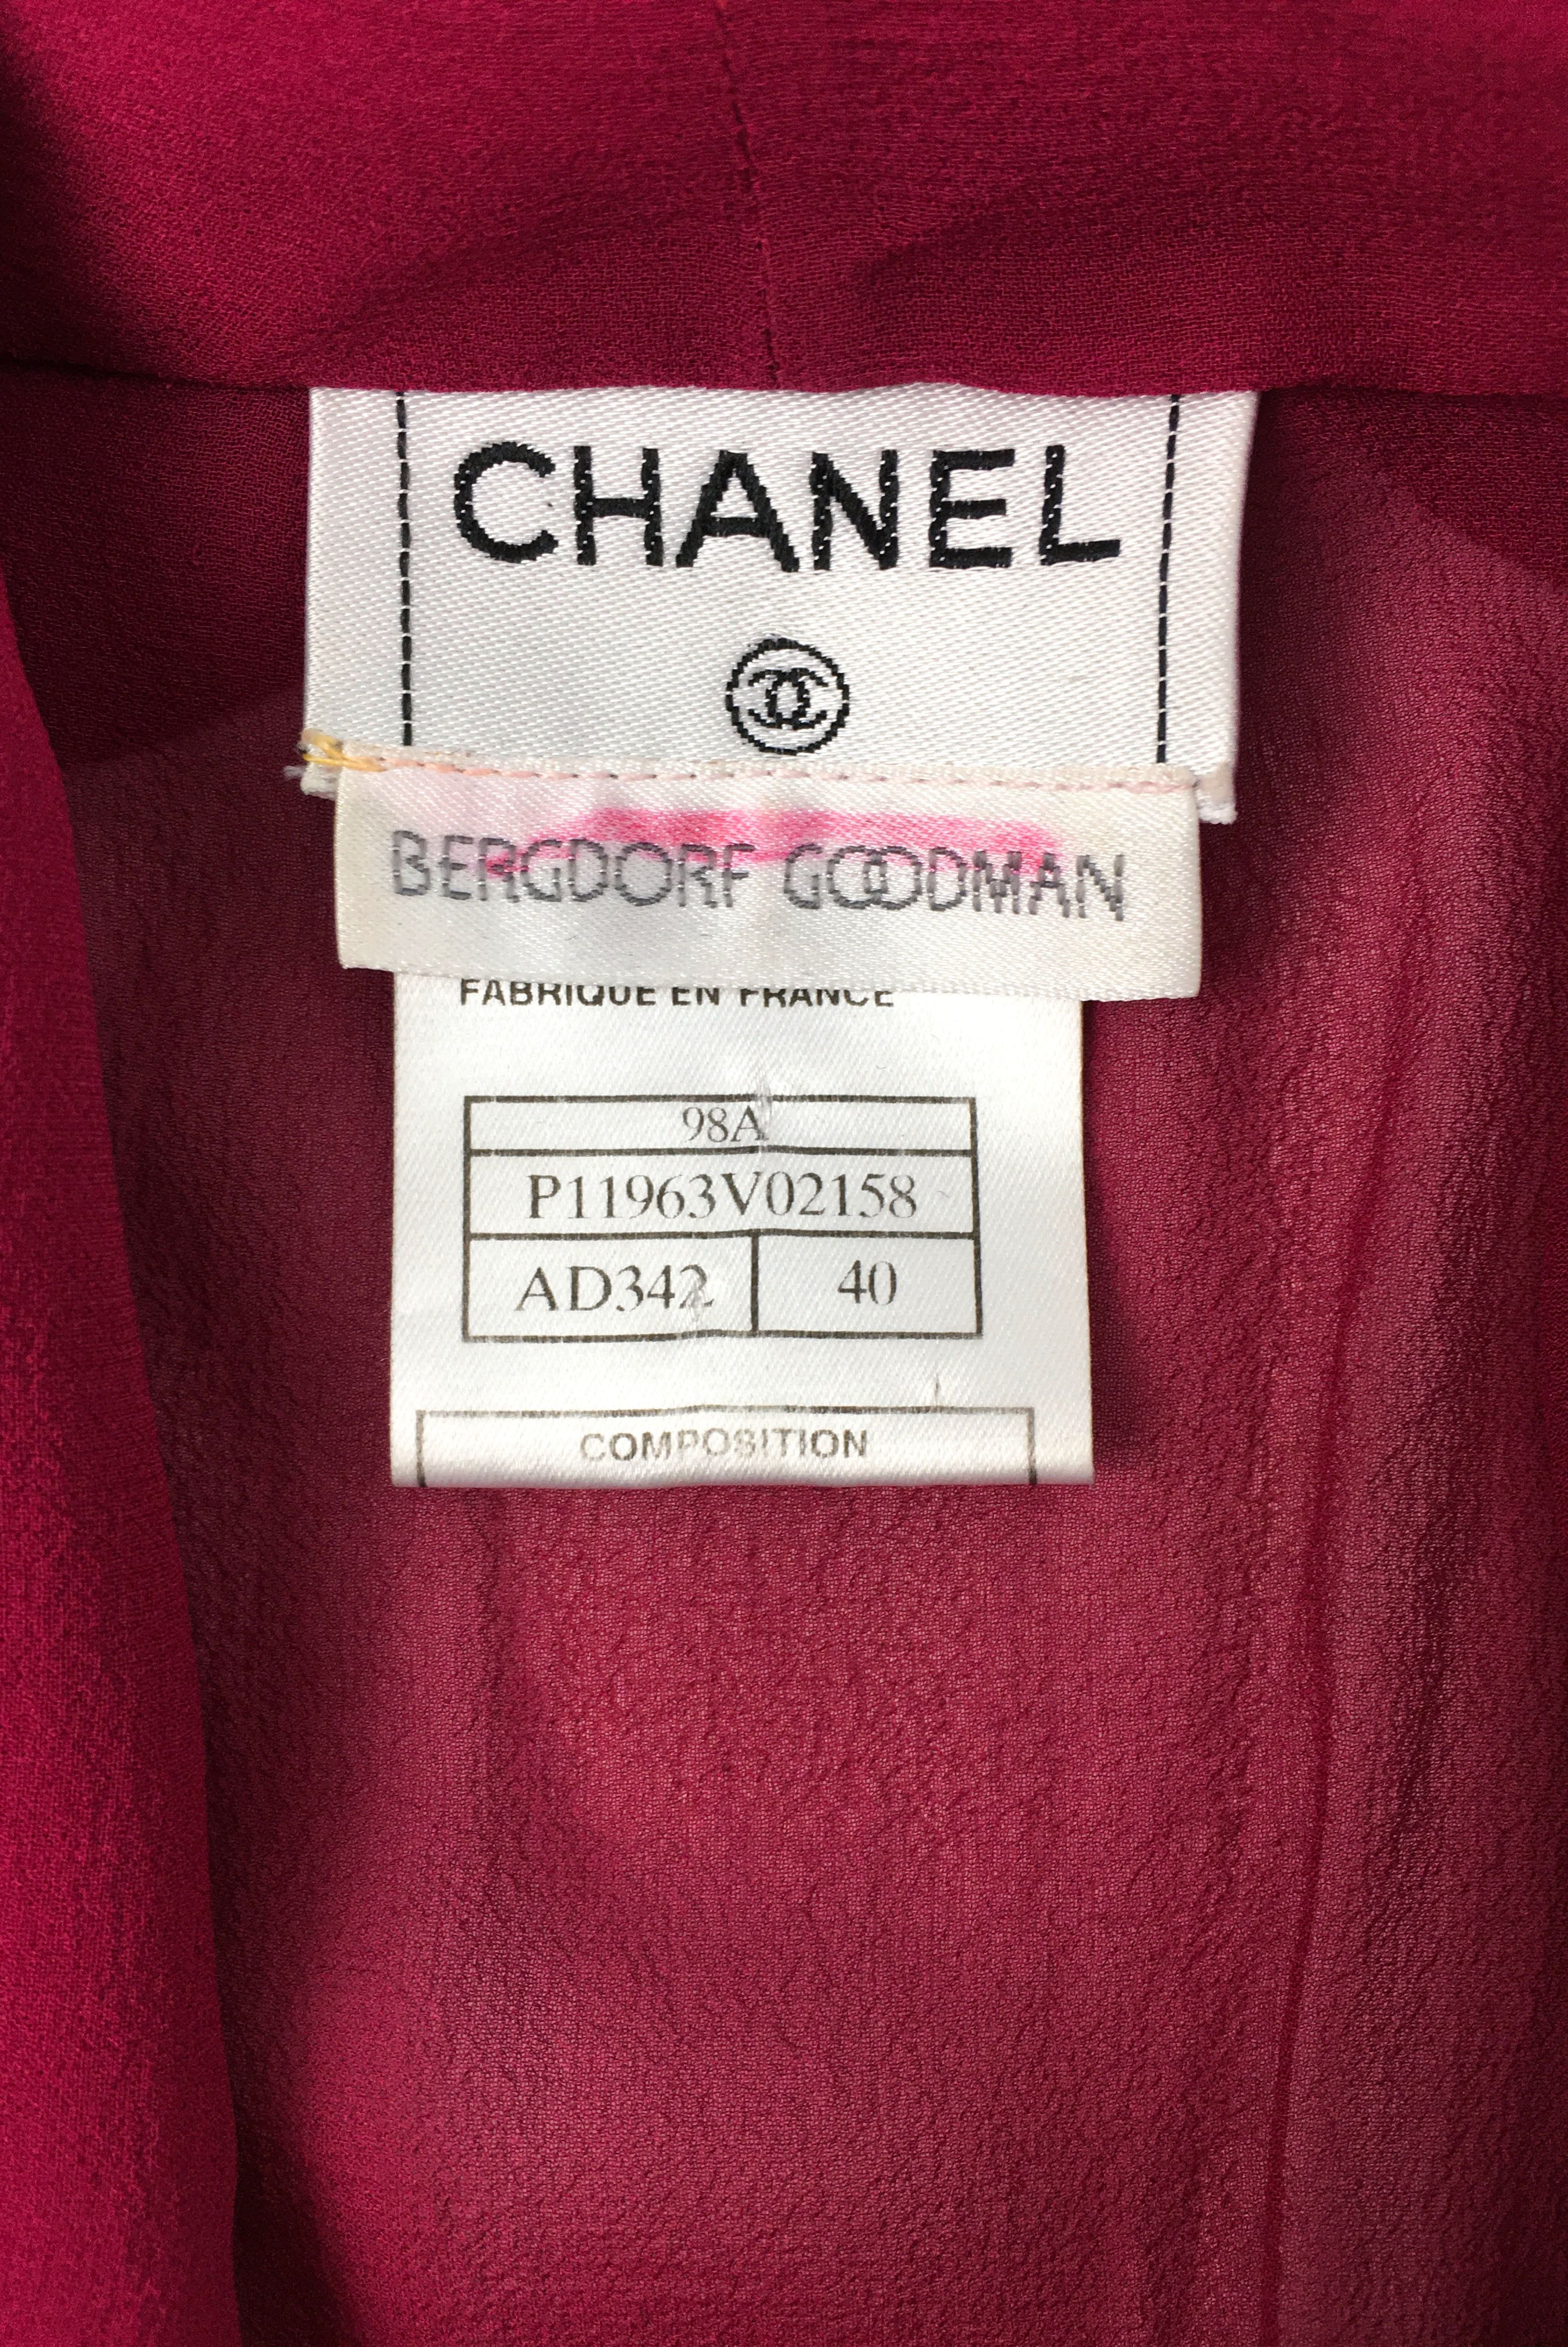 CHANEL
BERGDORF GOODMAN
FABRIQUE EN FRANCE
98A
P11963V02158
AD342 40
COMPOSITION